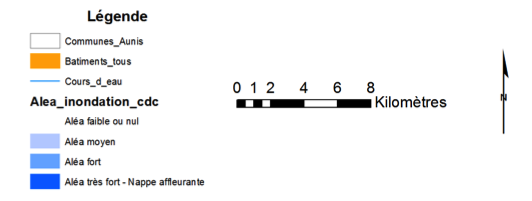 Légende
Communes_Aunis
Batiments_tous
Cours_d_eau
Alea_inondation_cdc
Aléa faible ou nul
Aléa moyen
Aléa fort
Aléa très fort - Nappe affleurante
0 1 2 4 6 8
Kilomètres
N